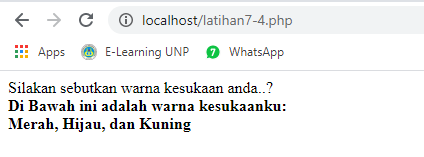 localhost/latihan7-4.php
Apps E-Learning UNP 7 WhatsApp
Silakan sebutkan warna kesukaan anda..?
Di Bawah ini adalah warna kesukaanku:
Merah, Hijau, dan Kuning